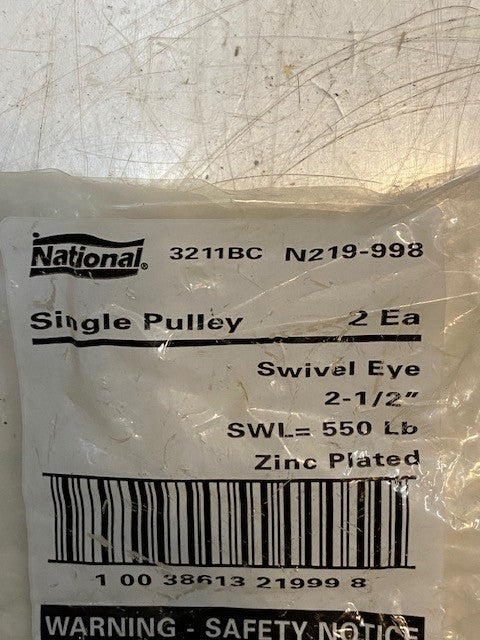 National® 3211BC N219-998
Single Pulley 2 Ea
Swivel Eye
2-1/2"
SWL= 550 Lb
Zinc Plated
1 00 38613 21999 8
WARNING - SAFETY NOTICE